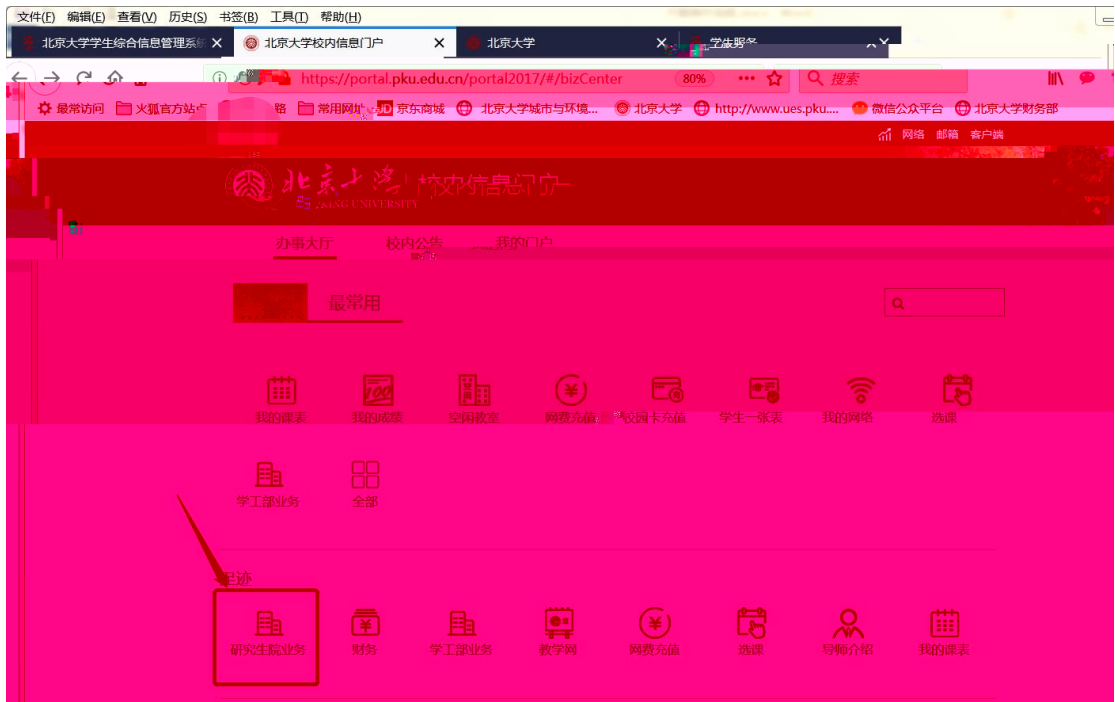 文件(F) 编辑(E) 查看(V) 历史(S) 书签(B) 工具(T) 帮助(H)
北京大学学生综合信息管理系统 北京大学校内信息门户 北京大学
https://portal.pku.edu.cn/portal2017/#/bizCenter 80% 搜索
最常访问 火狐官方站点 常用网址 JD 京东商城 北京大学城市与环境... 北京大学 http://www.ues.pku.... 微信公众平台 北京大学财务部
网络 邮箱 客户端
北京大学 校内信息门户
办事大厅 校内公告 我的门户
最常用
我的课表 我的成绩 空闲教室 网费充值 校园卡充值 学生一张表 我的网络 选课
学工部业务 全部
足迹
研究生院业务 财务 学工部业务 教学网 网费充值 选课 导师介绍 我的课表